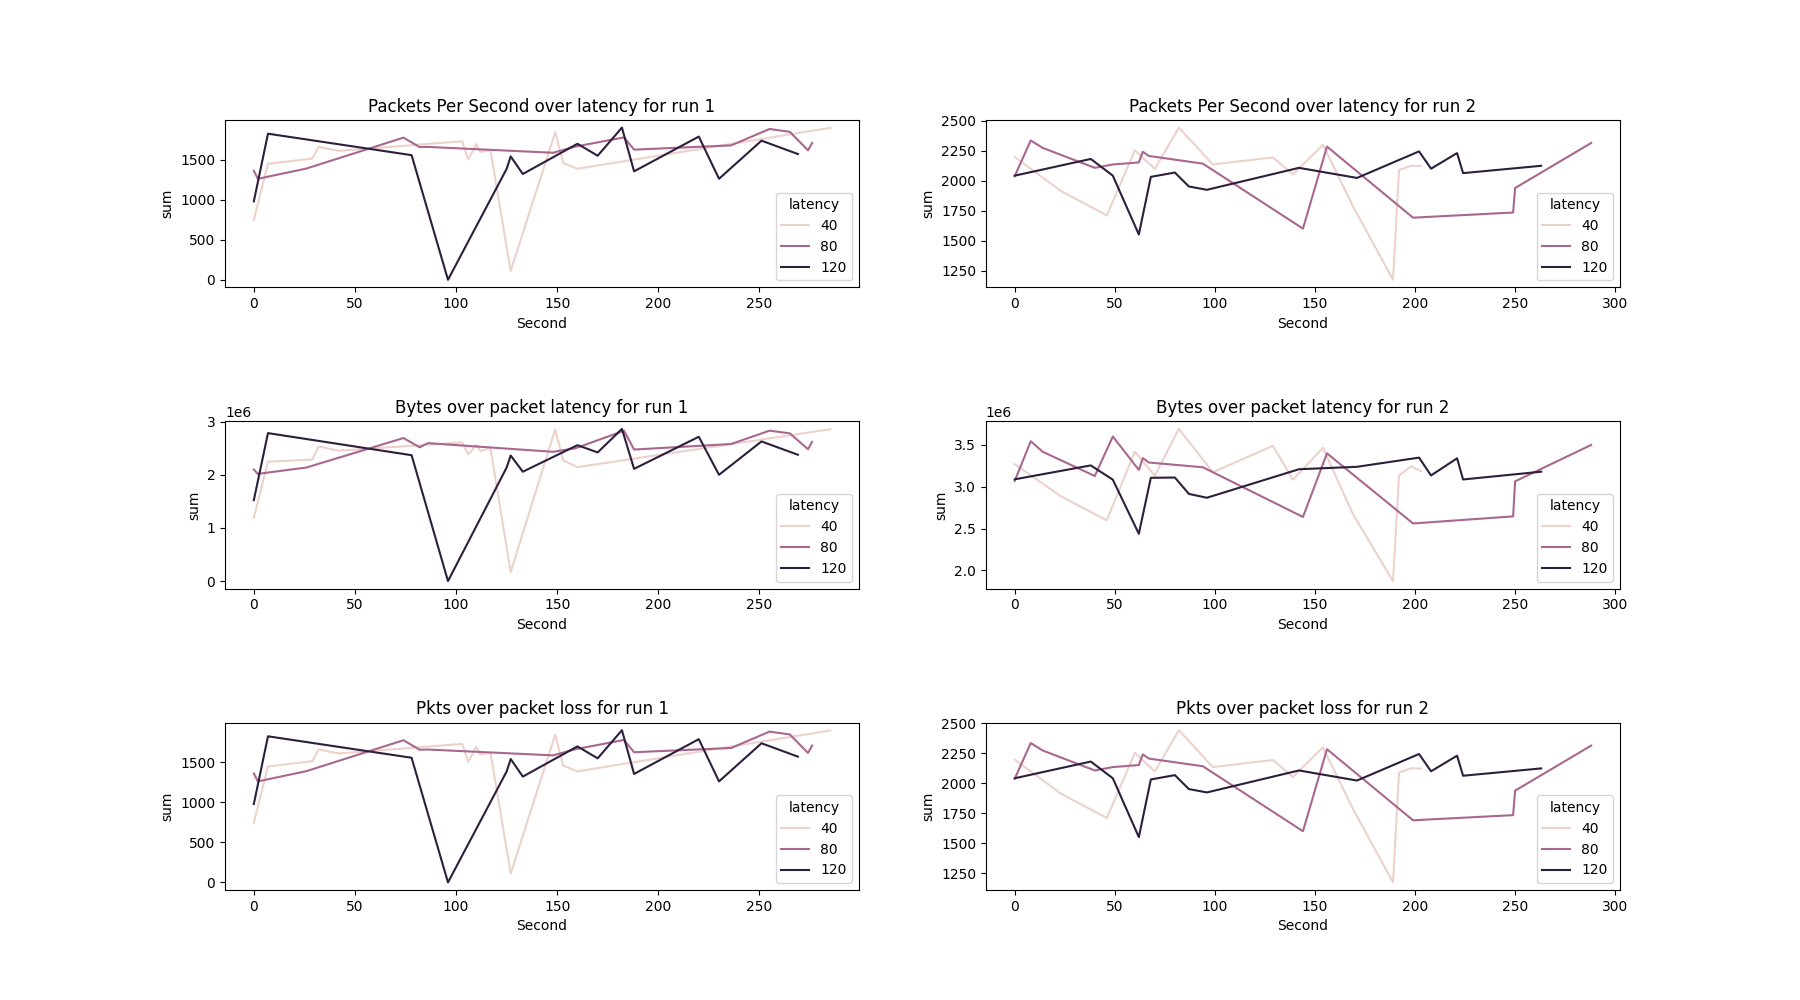 Packets Per Second over latency for run 1
sum
1500
1000
500
0
0 50 100 150 200 250
Second
latency
40
80
120
Packets Per Second over latency for run 2
sum
2500
2250
2000
1750
1500
1250
0 50 100 150 200 250 300
Second
latency
40
80
120
Bytes over packet latency for run 1
1e6
sum
3
2
1
0
0 50 100 150 200 250
Second
latency
40
80
120
Bytes over packet latency for run 2
1e6
sum
3.5
3.0
2.5
2.0
0 50 100 150 200 250 300
Second
latency
40
80
120
Pkts over packet loss for run 1
sum
1500
1000
500
0
0 50 100 150 200 250
Second
latency
40
80
120
Pkts over packet loss for run 2
sum
2500
2250
2000
1750
1500
1250
0 50 100 150 200 250 300
Second
latency
40
80
120